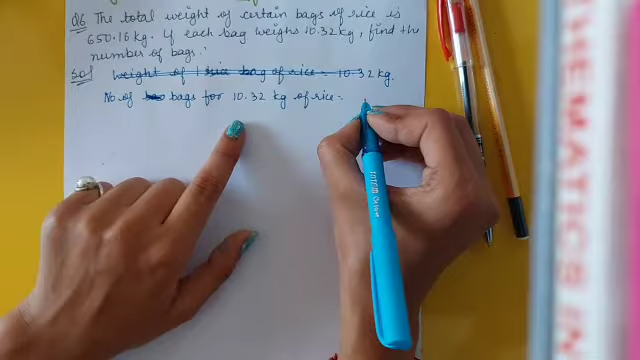 Q6 The total weight of certain bags of rice is
650.16 kg. If each bag weighs 10.32 kg, find the
number of bags.
Sol Weight of 1 rice bag of rice = 10.32 kg.
No of bags for 10.32 kg of rice =
THEMATICS IN